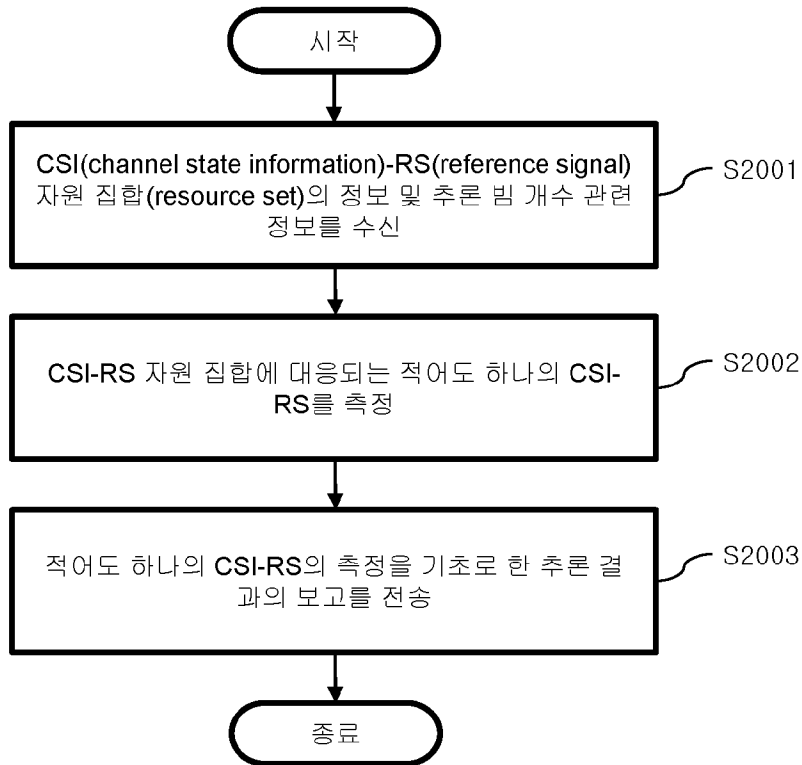 시작
CSI(channel state information)-RS(reference signal)
자원 집합(resource set)의 정보 및 추론 빔 개수 관련
정보를 수신
S2001
CSI-RS 자원 집합에 대응되는 적어도 하나의 CSI-
RS를 측정
S2002
적어도 하나의 CSI-RS의 측정을 기초로 한 추론 결
과의 보고를 전송
S2003
종료